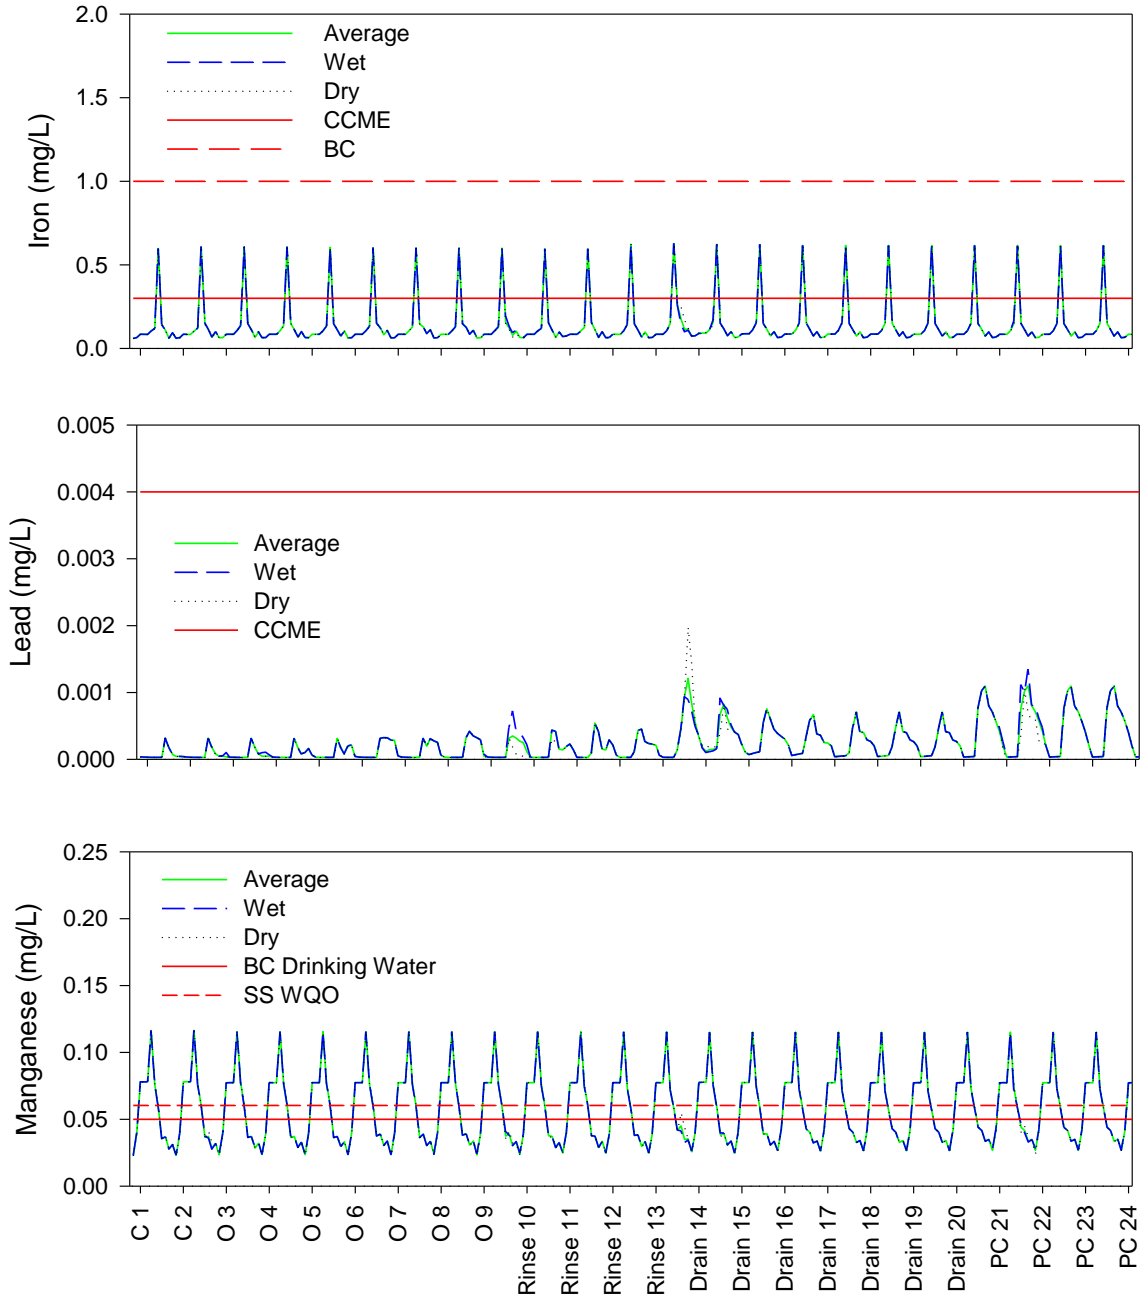 2.0
Average
Wet
Dry
CCME
BC
1.5
1.0
0.5
0.0
Iron (mg/L)
0.005
0.004
0.003
0.002
0.001
0.000
Lead (mg/L)
Average
Wet
Dry
CCME
0.25
0.20
0.15
0.10
0.05
0.00
Manganese (mg/L)
Average
Wet
Dry
BC Drinking Water
SS WQO
C 1
C 2
O 3
O 4
O 5
O 6
O 7
O 8
O 9
Rinse 10
Rinse 11
Rinse 12
Rinse 13
Drain 14
Drain 15
Drain 16
Drain 17
Drain 18
Drain 19
Drain 20
PC 21
PC 22
PC 23
PC 24